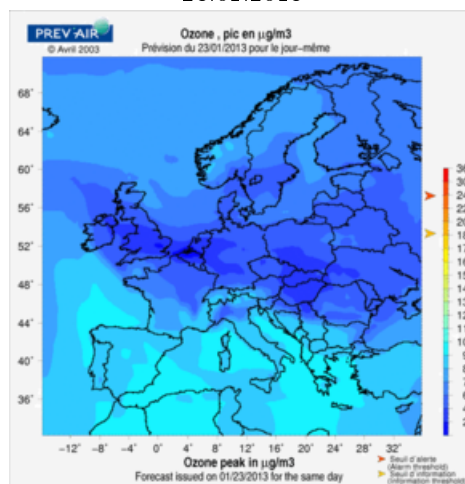 PREV'AIR
© Avril 2003
Ozone , pic en µg/m3
Prévision du 23/01/2013 pour le jour–même
68°
64°
60°
56°
52°
48°
44°
40°
36°
−12° −8° −4° 0° 4° 8° 12° 16° 20° 24° 28° 32°
Ozone peak in µg/m3
Forecast issued on 01/23/2013 for the same day
Seuil d'alerte
(Alarm threshold)
Seuil d'information
(Information threshold)